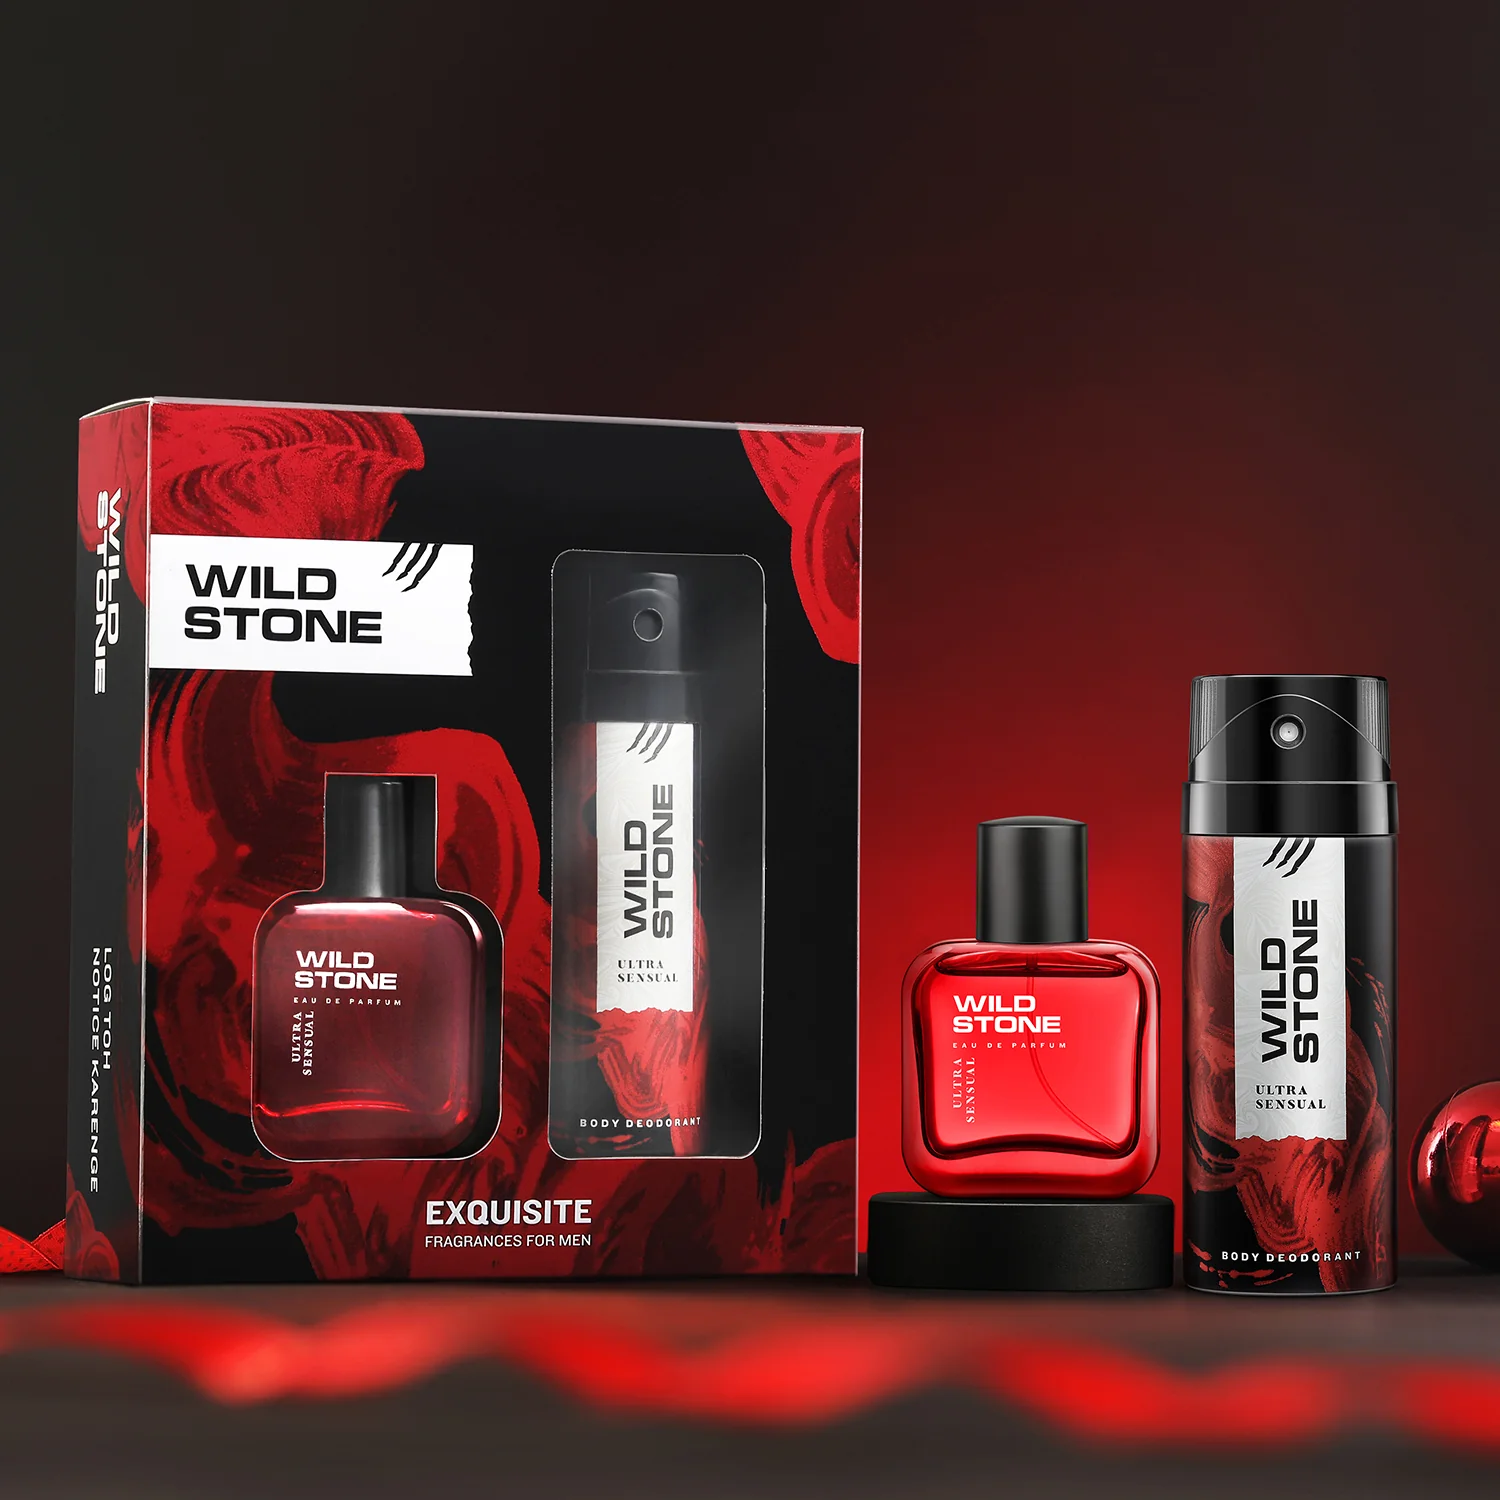 WILD
STONE
LOG TOH
NOTICE KARENGE
WILD
STONE
WILD
STONE
EAU DE PARFUM
ULTRA
SENSUAL
WILD
STONE
ULTRA
SENSUAL
BODY DEODORANT
EXQUISITE
FRAGRANCES FOR MEN
WILD
STONE
EAU DE PARFUM
ULTRA
SENSUAL
WILD
STONE
ULTRA
SENSUAL
BODY DEODORANT